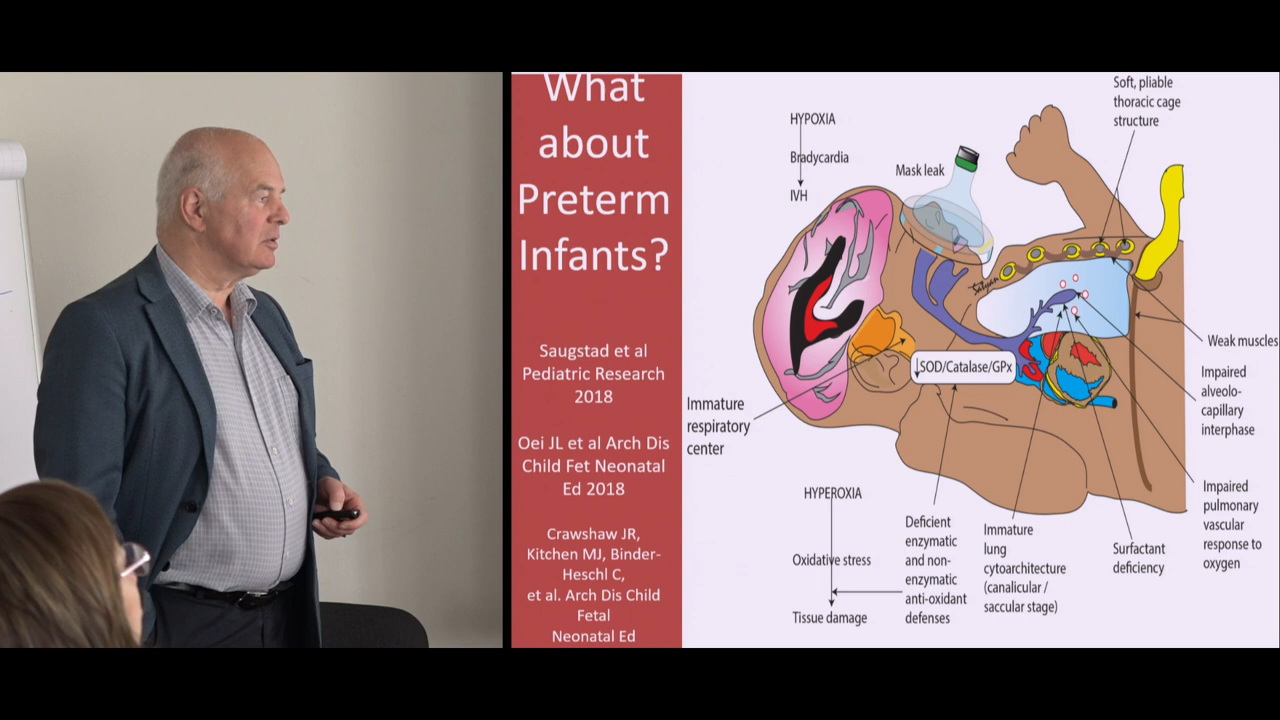 What
about
Preterm
Infants?
Saugstad et al
Pediatric Research
2018
Oei JL et al Arch Dis
Child Fet Neonatal
Ed 2018
Crawshaw JR,
Kitchen MJ, Binder-
Heschl C,
et al. Arch Dis Child
Fetal
Neonatal Ed
HYPOXIA
Bradycardia
IVH
Mask leak
Soft, pliable
thoracic cage
structure
Satyan
Weak muscles
Impaired
alveolo-
capillary
interphase
↓SOD/Catalase/GPx
Immature
respiratory
center
HYPEROXIA
Oxidative stress
Tissue damage
Deficient
enzymatic
and non-
enzymatic
anti-oxidant
defenses
Immature
lung
cytoarchitecture
(canalicular /
saccular stage)
Surfactant
deficiency
Impaired
pulmonary
vascular
response to
oxygen